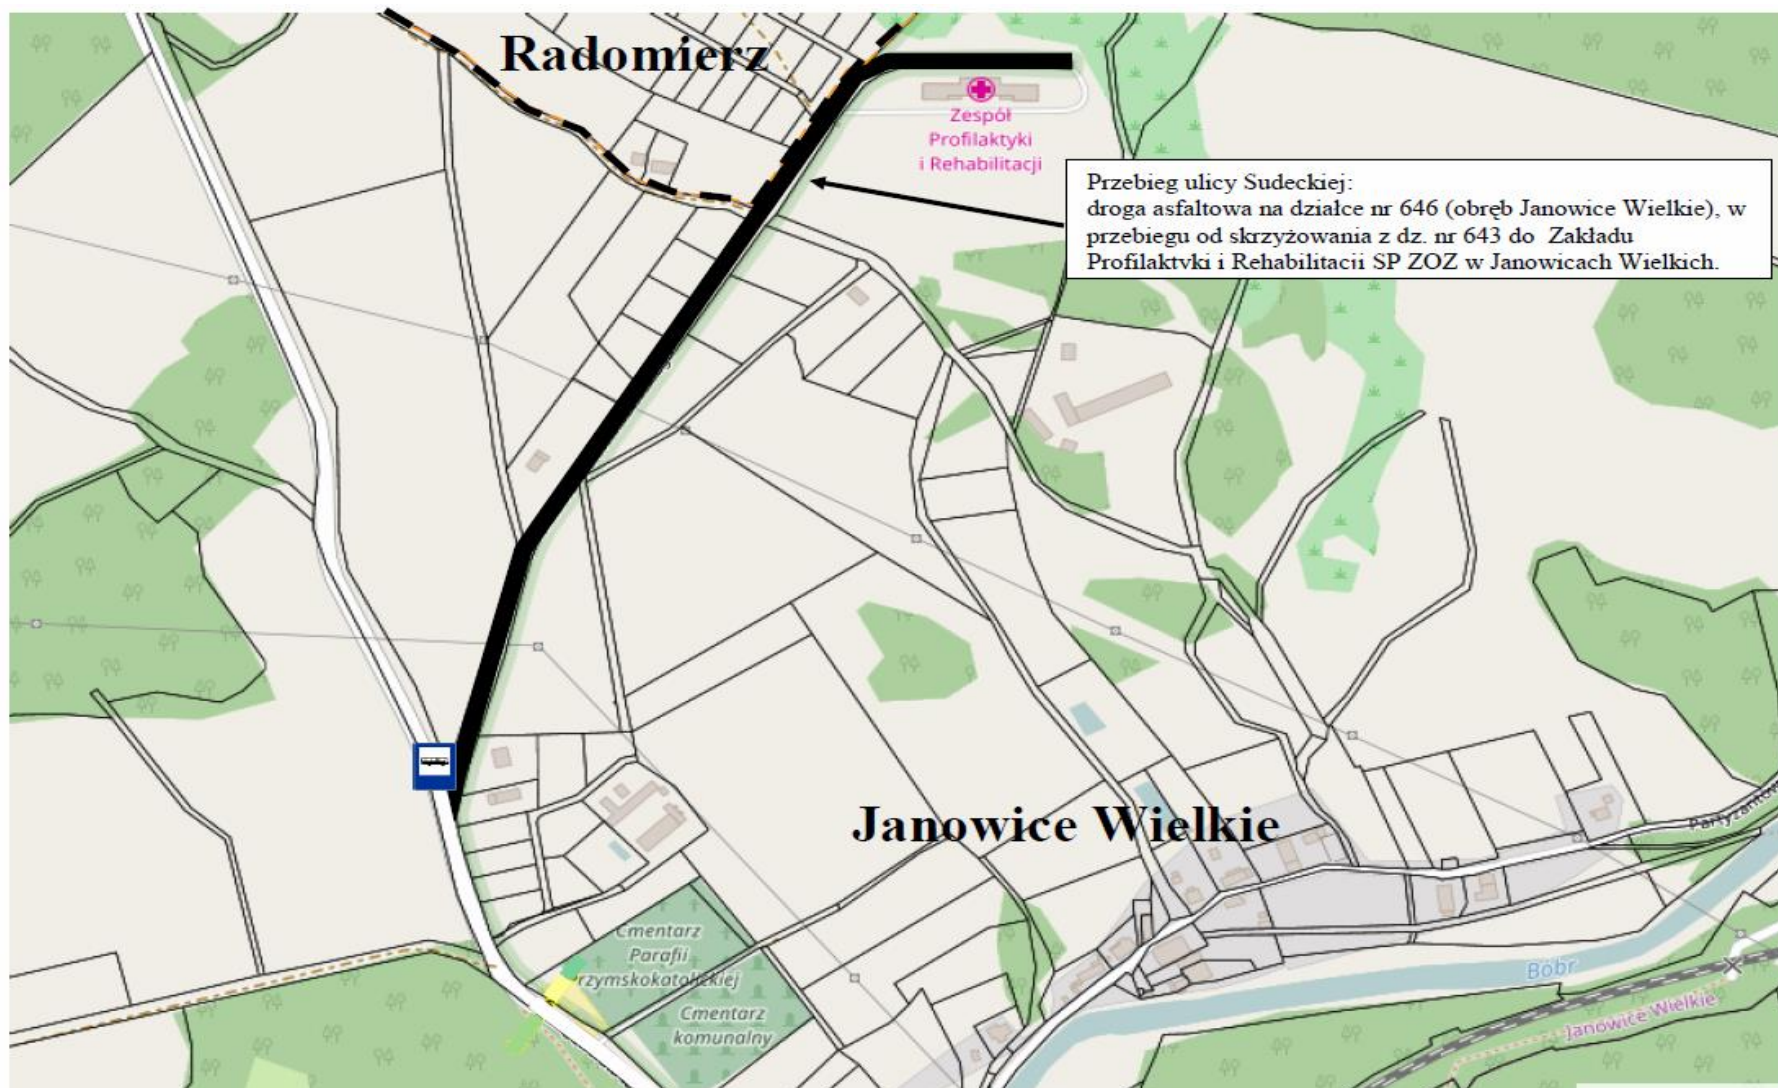 Radomierz
Zespół
Profilaktyki
i Rehabilitacji
Przebieg ulicy Sudeckiej:
droga asfaltowa na działce nr 646 (obręb Janowice Wielkie), w
przebiegu od skrzyżowania z dz. nr 643 do Zakładu
Profilaktyki i Rehabilitacji SP ZOZ w Janowicach Wielkich.
Janowice Wielkie
Partyzantów
Cmentarz
Parafii
rzymskokatolickiej
Cmentarz
komunalny
Bóbr
Janowice Wielkie